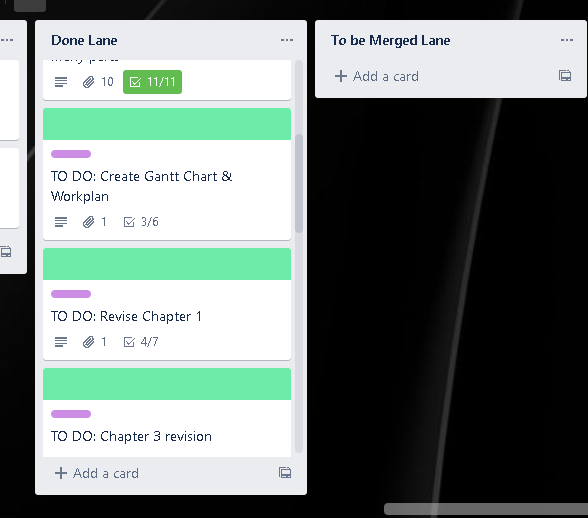 Done Lane
To be Merged Lane
Add a card
10
11/11
TO DO: Create Gantt Chart &
Workplan
1
3/6
TO DO: Revise Chapter 1
1
4/7
TO DO: Chapter 3 revision
Add a card